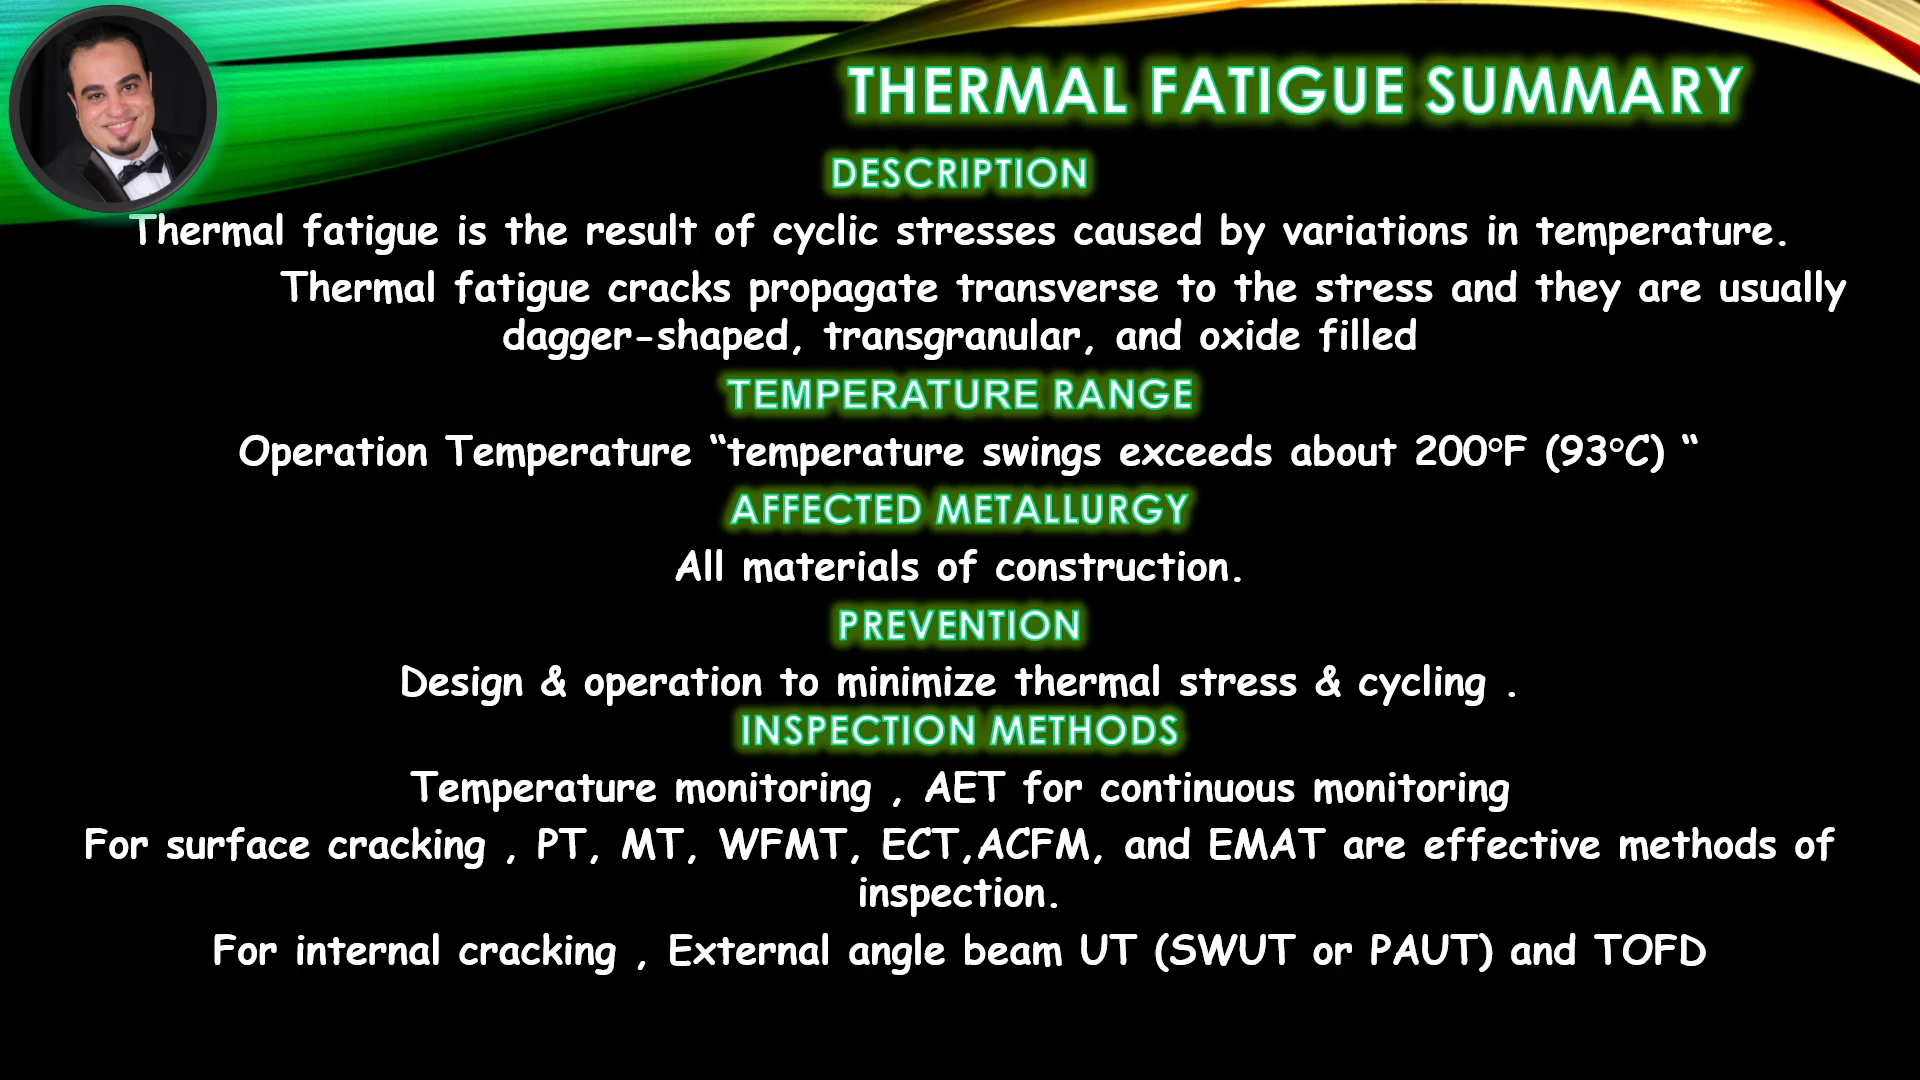 THERMAL FATIGUE SUMMARY
DESCRIPTION
Thermal fatigue is the result of cyclic stresses caused by variations in temperature.
Thermal fatigue cracks propagate transverse to the stress and they are usually
dagger-shaped, transgranular, and oxide filled
TEMPERATURE RANGE
Operation Temperature “temperature swings exceeds about 200°F (93°C) “
AFFECTED METALLURGY
All materials of construction.
PREVENTION
Design & operation to minimize thermal stress & cycling .
INSPECTION METHODS
Temperature monitoring , AET for continuous monitoring
For surface cracking , PT, MT, WFMT, ECT,ACFM, and EMAT are effective methods of
inspection.
For internal cracking , External angle beam UT (SWUT or PAUT) and TOFD